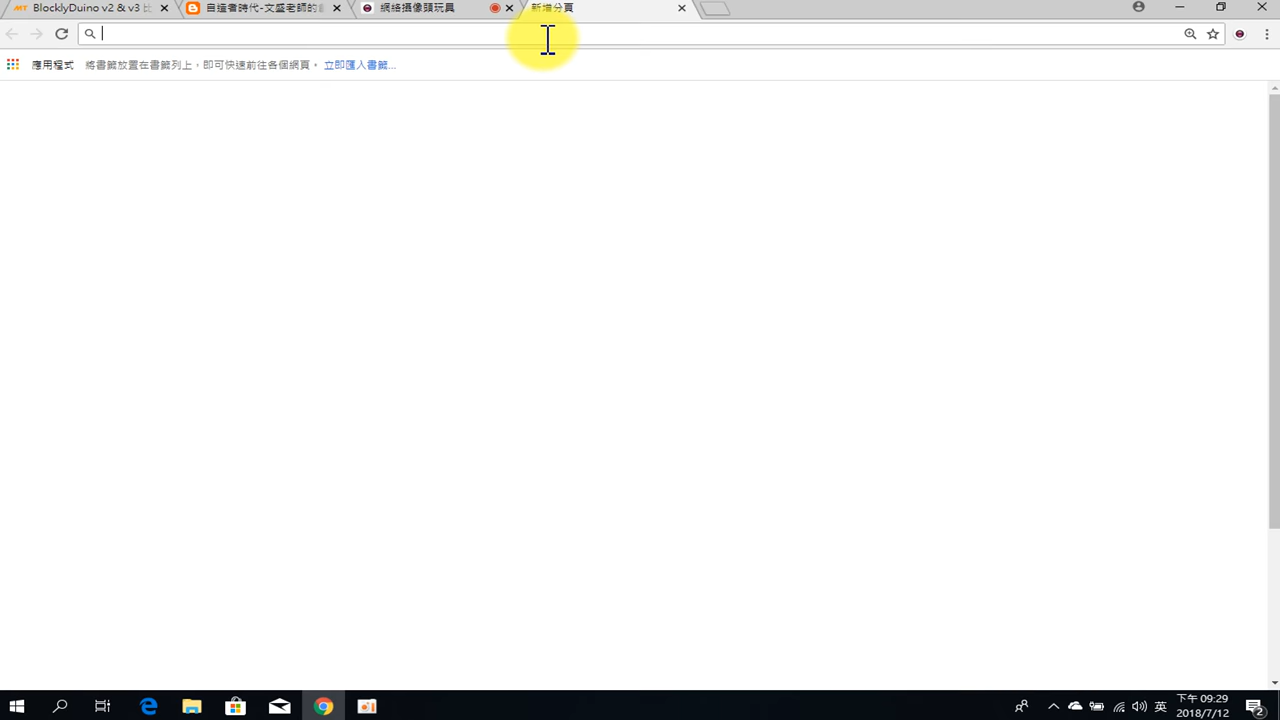 BlocklyDuino v2 & v3 比
自造者時代-文盛老師的
網絡攝像頭玩具
新增分頁
應用程式 將書籤放置在書籤列上，即可快速前往各個網頁。 立即匯入書籤...
英
下午 09:29
2018/7/12
2